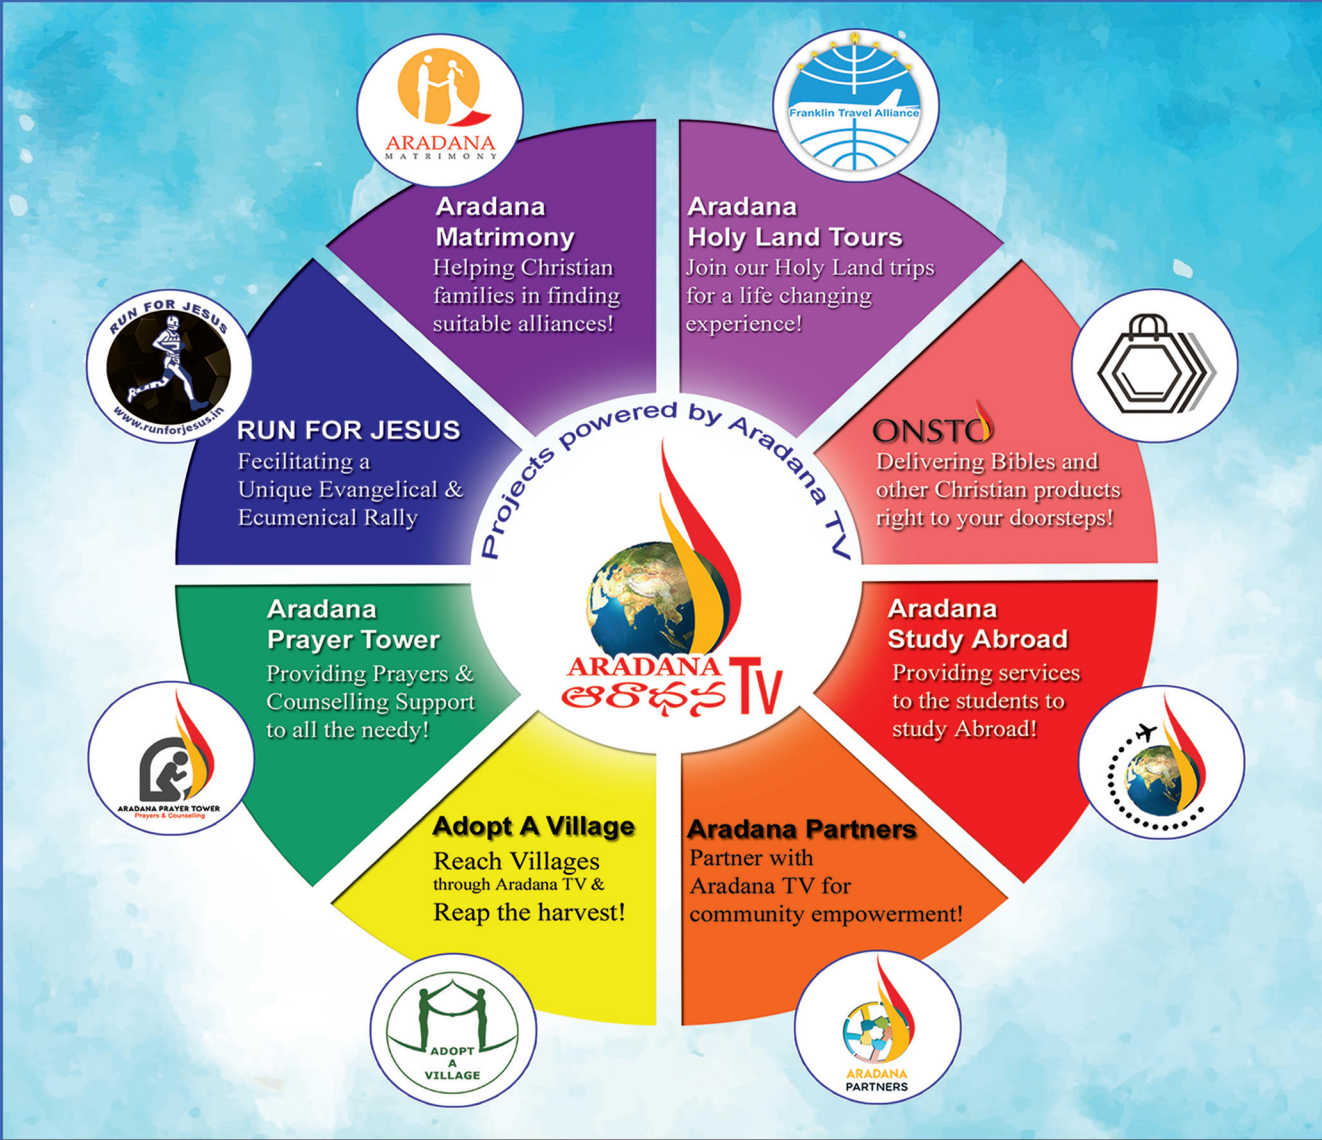 ARADANA
MATRIMONY
Franklin Travel Alliance
Aradana
Matrimony
Helping Christian
families in finding
suitable alliances!
Aradana
Holy Land Tours
Join our Holy Land trips
for a life changing
experience!
RUN FOR JESUS
www.runforjesus.in
RUN FOR JESUS
Fecilitating a
Unique Evangelical &
Ecumenical Rally
ONSTO
Delivering Bibles and
other Christian products
right to your doorsteps!
Projects powered by Aradana TV
ARADANA
ఆరాధన
TV
Aradana
Prayer Tower
Providing Prayers &
Counselling Support
to all the needy!
Aradana
Study Abroad
Providing services
to the students to
study Abroad!
ARADANA PRAYER TOWER
Prayers & Counselling
Adopt A Village
Reach Villages
through Aradana TV &
Reap the harvest!
Aradana Partners
Partner with
Aradana TV for
community empowerment!
ADOPT
A
VILLAGE
ARADANA
PARTNERS